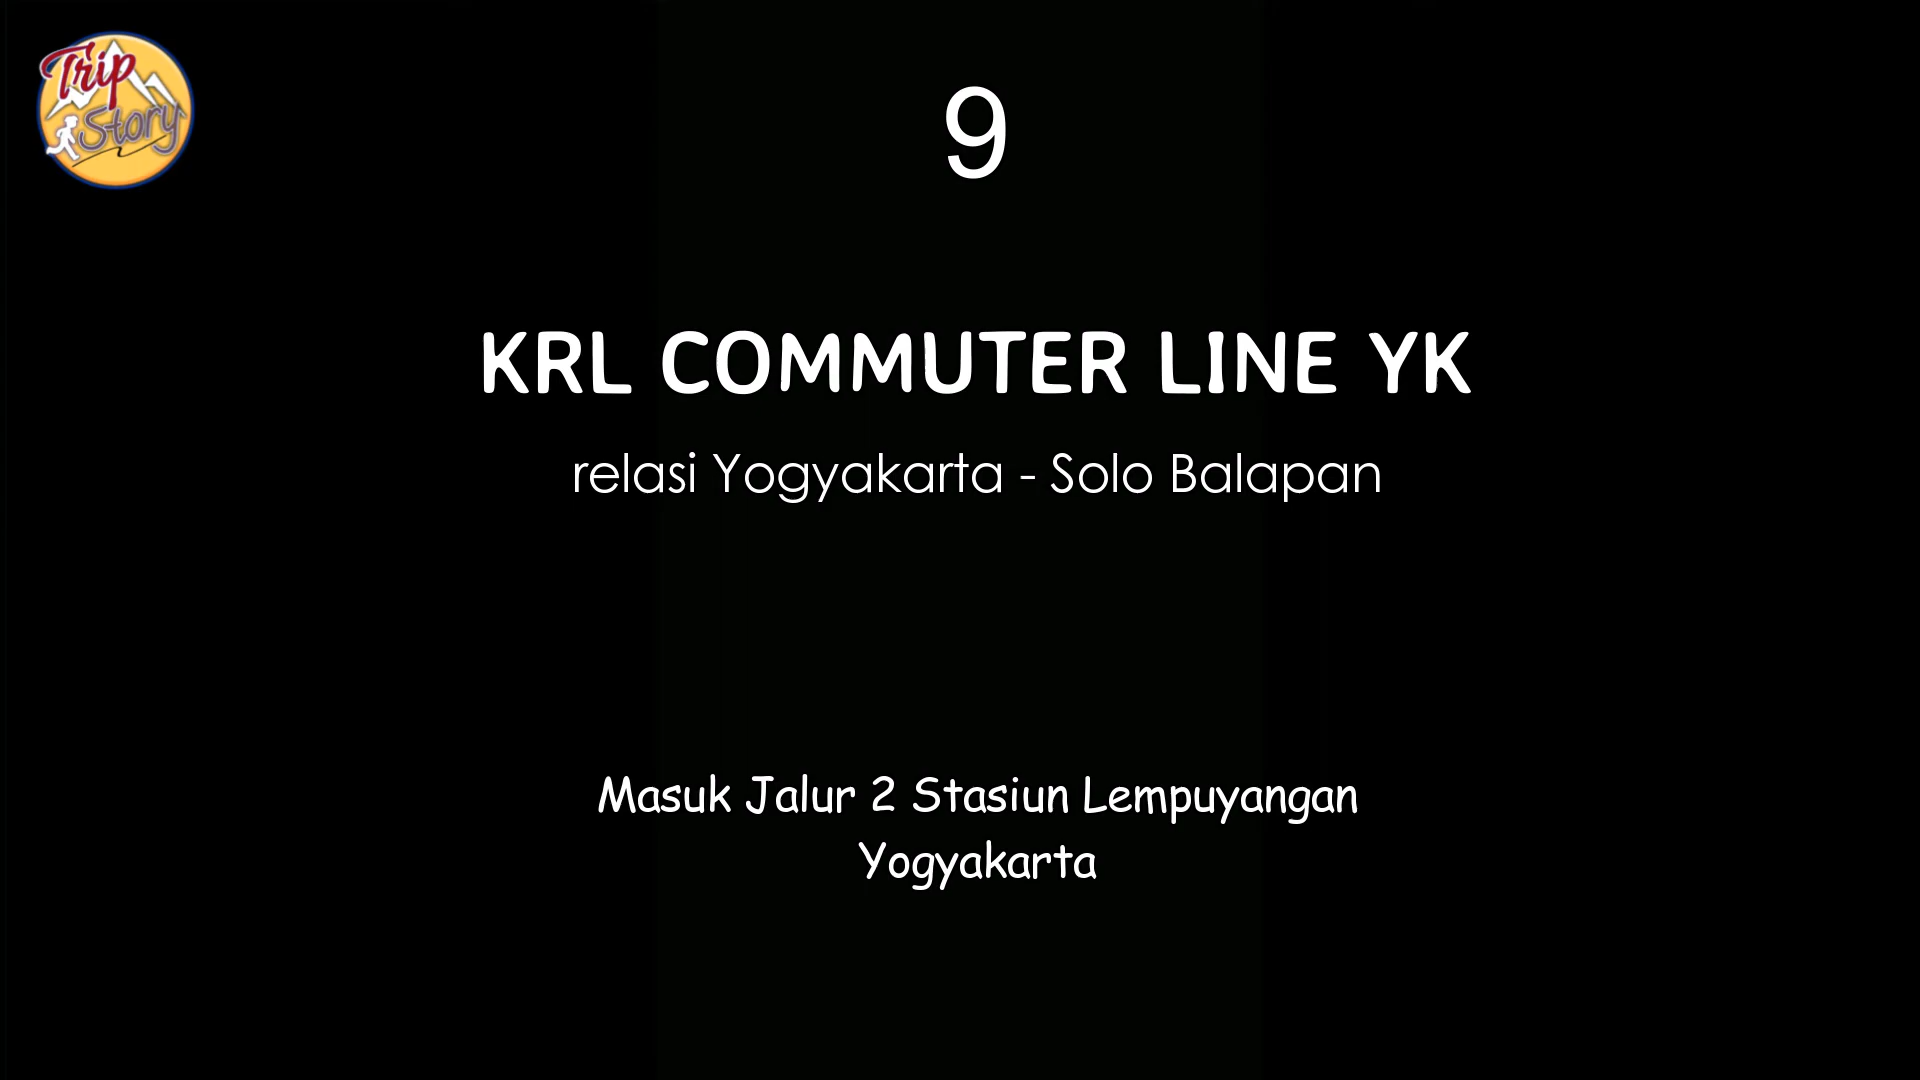 Trip
Story
9
KRL COMMUTER LINE YK
relasi Yogyakarta - Solo Balapan
Masuk Jalur 2 Stasiun Lempuyangan
Yogyakarta